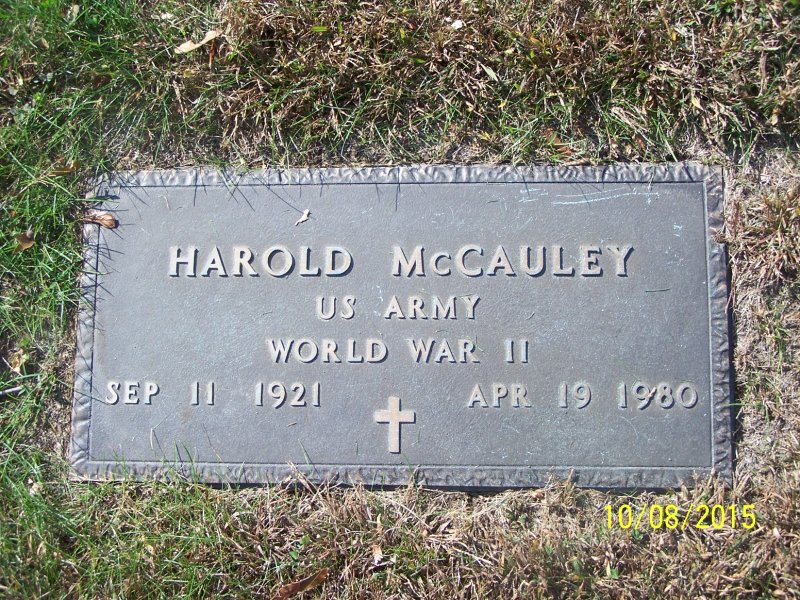 HAROLD McCAULEY
US ARMY
WORLD WAR II
SEP 11 1921 APR 19 1980
10/08/2015